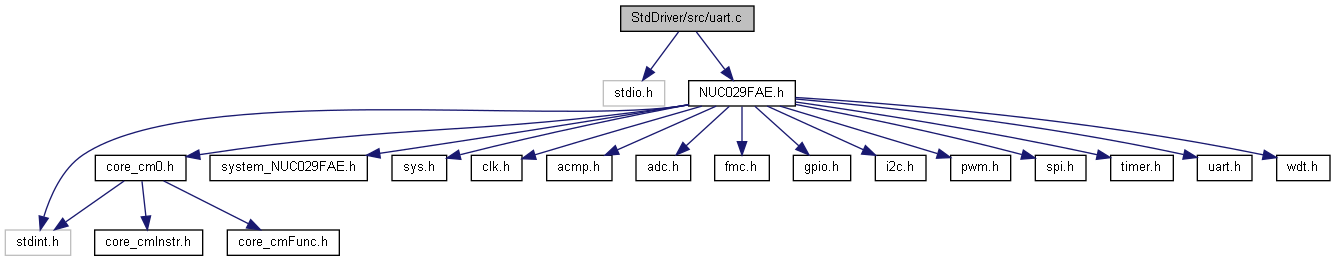 StdDriver/src/uart.c
stdio.h
NUC029FAE.h
core_cm0.h
system_NUC029FAE.h
sys.h
clk.h
acmp.h
adc.h
fmc.h
gpio.h
i2c.h
pwm.h
spi.h
timer.h
uart.h
wdt.h
stdint.h
core_cmInstr.h
core_cmFunc.h